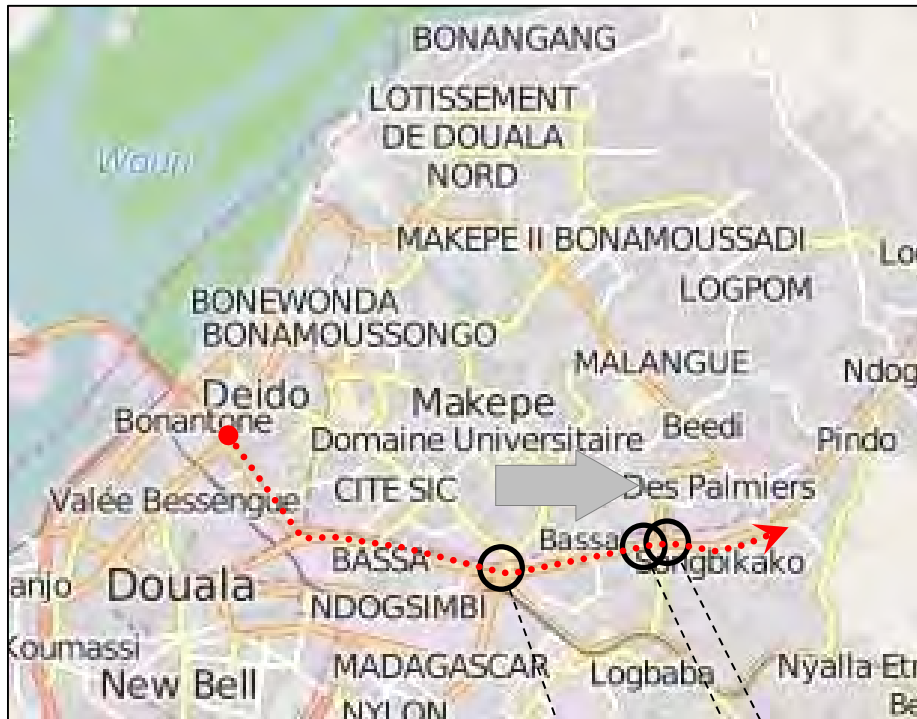 BONANGANG
LOTISSEMENT
DE DOUALA
NORD
Wouri
MAKEPE II BONAMOUSSADI
LOGPOM
BONEWONDA
BONAMOUSSONGO
MALANGUE
Ndog
Deido
Makepe
Bonantone
Domaine Universitaire
Beedi
Pindo
Valée Bessengue
CITE SIC
Des Palmiers
Bassa
BASSA
Douala
anjo
NDOGSIMBI
Koumassi
New Bell
MADAGASCAR
Logbaba
Nyalla
NYLON